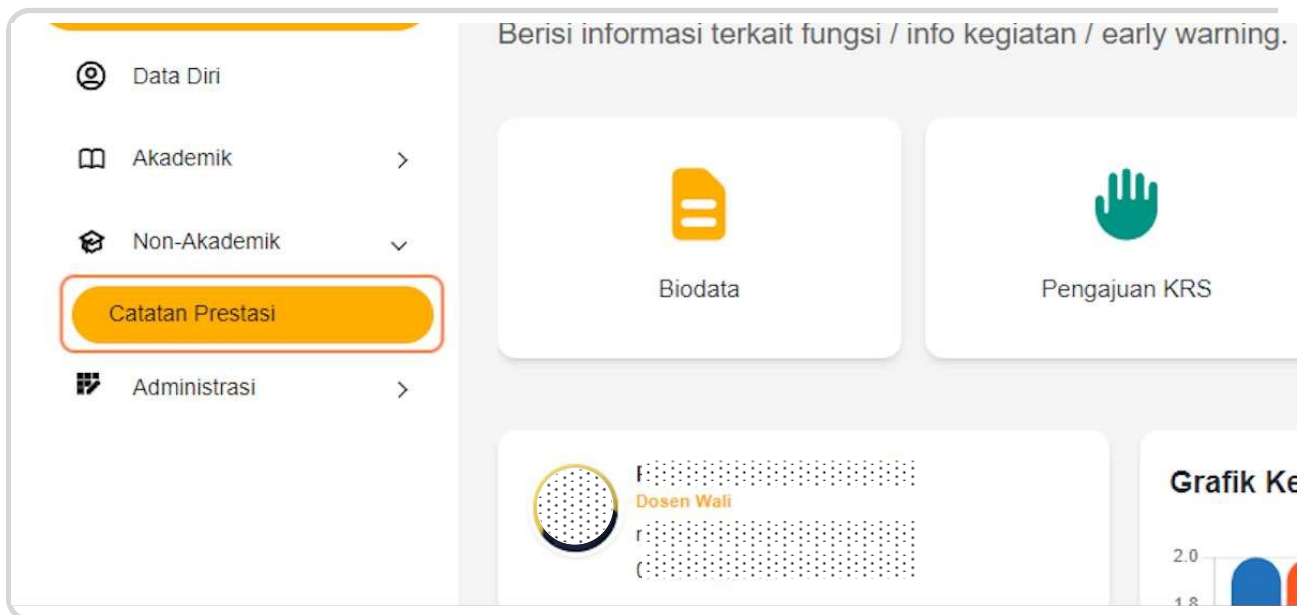 Berisi informasi terkait fungsi / info kegiatan / early warning.
Data Diri
Akademik
Non-Akademik
Catatan Prestasi
Administrasi
Biodata
Pengajuan KRS
Dosen Wali
Grafik Ke
2.0
1.8